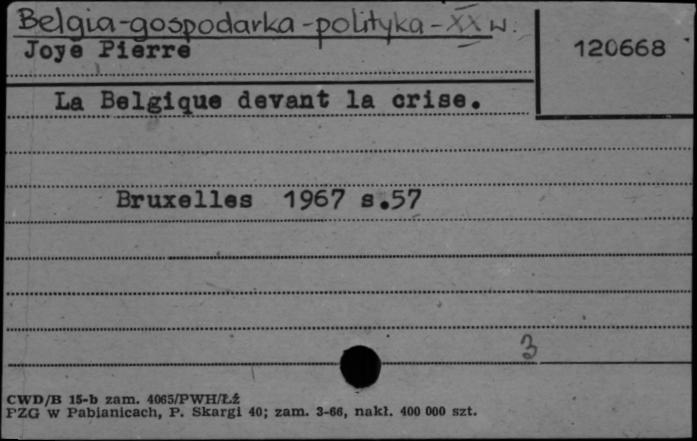 Belgia-gospodarka-polityka-XX w.
Joye Pierre
120668
La Belgique devant la crise.
Bruxelles 1967 s.57
3
CWD/B 15-b zam. 4065/PWH/ŁŻ
PZG w Pabianicach, P. Skargi 40; zam. 3-66, nakł. 400 000 szt.